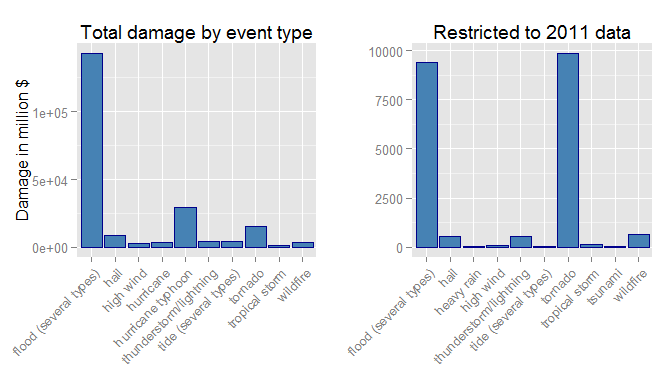 Total damage by event type
Damage in million $
1e+05
5e+04
0e+00
flood (several types)
hail
high wind
hurricane
hurricane typhoon
thunderstorm/lightning
tide (several types)
tornado
tropical storm
wildfire
Restricted to 2011 data
10000
7500
5000
2500
0
flood (several types)
hail
heavy rain
high wind
thunderstorm/lightning
tide (several types)
tornado
tropical storm
tsunami
wildfire